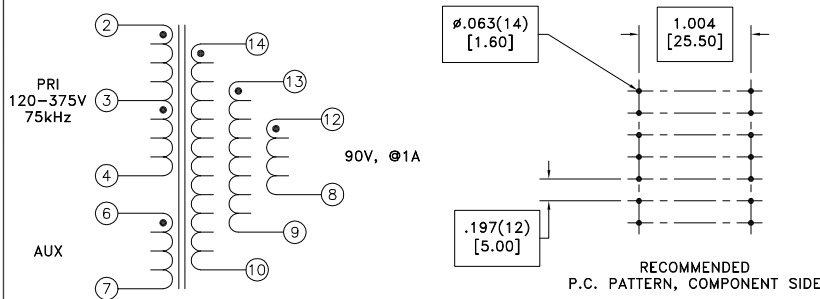 2
14
PRI
120-375V
75kHz
3
13
12
90V, @1A
4
8
6
9
AUX
10
7
ø.063(14)
[1.60]
1.004
[25.50]
.197(12)
[5.00]
RECOMMENDED
P.C. PATTERN, COMPONENT SIDE